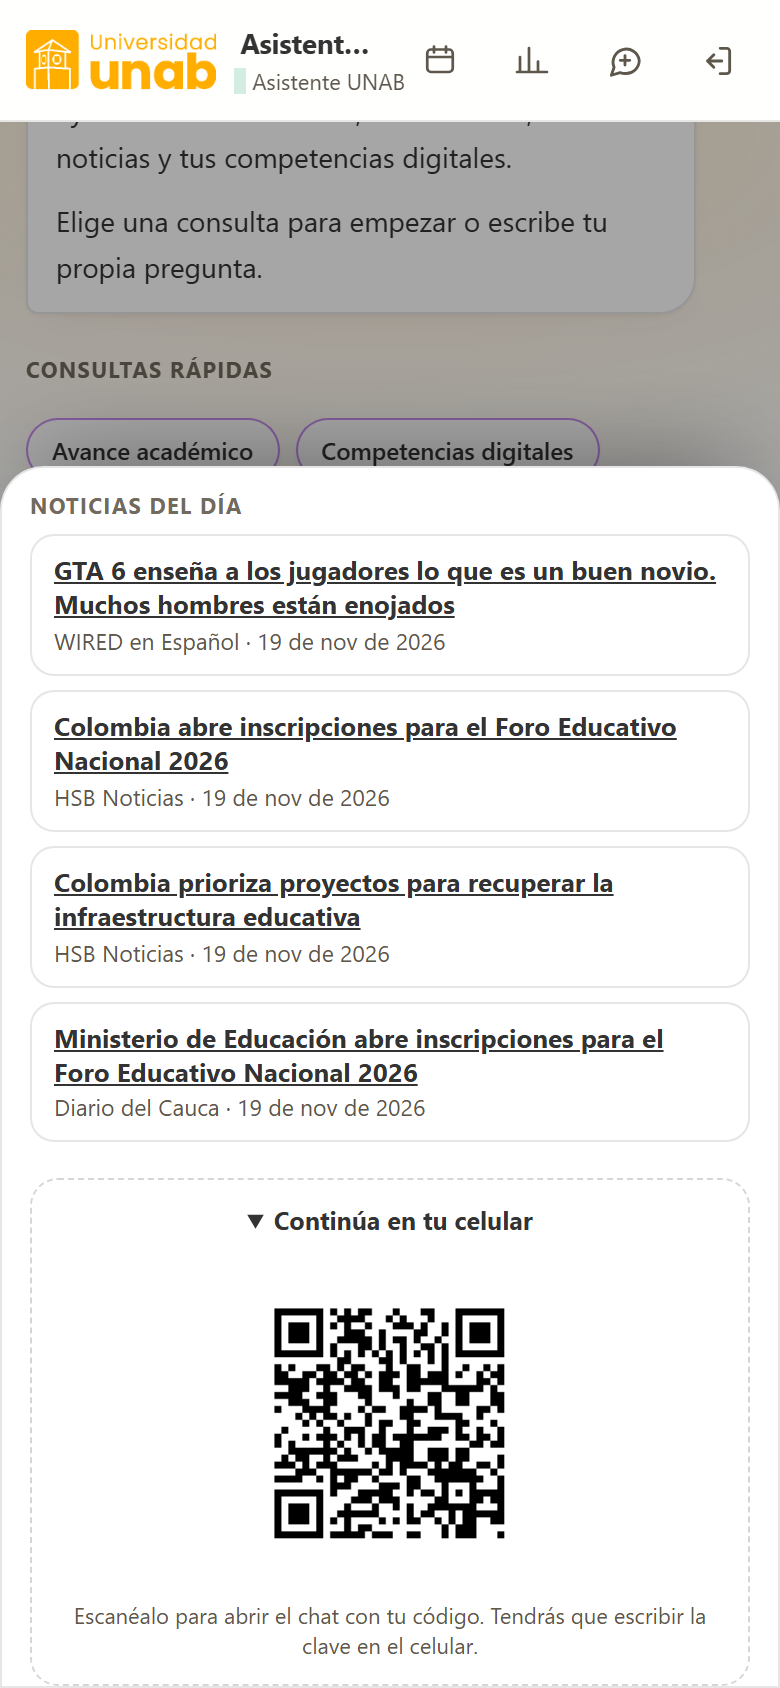 Universidad
unab
Asistent...
Asistente UNAB
noticias y tus competencias digitales.
Elige una consulta para empezar o escribe tu
propia pregunta.
CONSULTAS RÁPIDAS
Avance académico
Competencias digitales
NOTICIAS DEL DÍA
GTA 6 enseña a los jugadores lo que es un buen novio.
Muchos hombres están enojados
WIRED en Español · 19 de nov de 2026
Colombia abre inscripciones para el Foro Educativo
Nacional 2026
HSB Noticias · 19 de nov de 2026
Colombia prioriza proyectos para recuperar la
infraestructura educativa
HSB Noticias · 19 de nov de 2026
Ministerio de Educación abre inscripciones para el
Foro Educativo Nacional 2026
Diario del Cauca · 19 de nov de 2026
▼ Continúa en tu celular
Escanéalo para abrir el chat con tu código. Tendrás que escribir la
clave en el celular.